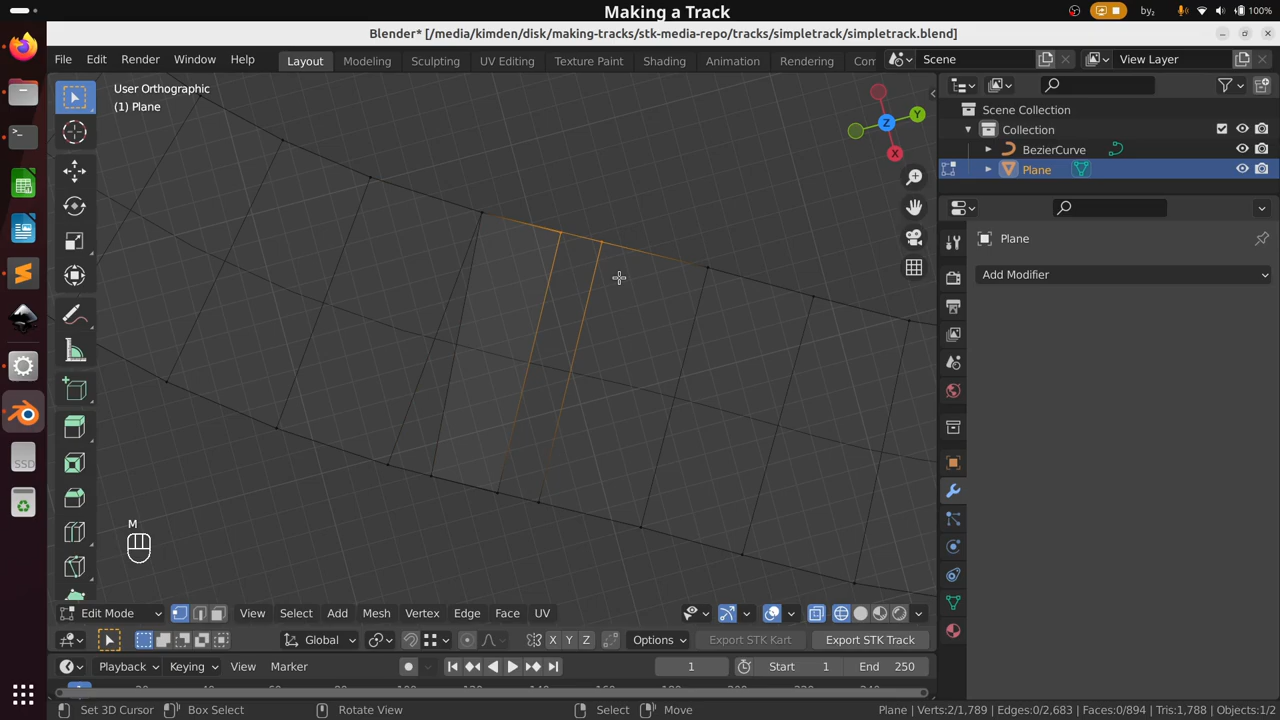 Making a Track
by₂
100%
Blender* [/media/kimden/disk/making-tracks/stk-media-repo/tracks/simpletrack/simpletrack.blend]
File Edit Render Window Help Layout Modeling Sculpting UV Editing Texture Paint Shading Animation Rendering Com Scene View Layer
User Orthographic
(1) Plane
Z Y X
Scene Collection
Collection
BezierCurve
Plane
Plane
Add Modifier
M
SSD
Edit Mode View Select Add Mesh Vertex Edge Face UV
Global X Y Z Options Export STK Kart Export STK Track
Playback Keying View Marker 1 Start 1 End 250
Set 3D Cursor Box Select Rotate View Select Move Plane | Verts:2/1,789 | Edges:0/2,683 | Faces:0/894 | Tris:1,788 | Objects:1/2